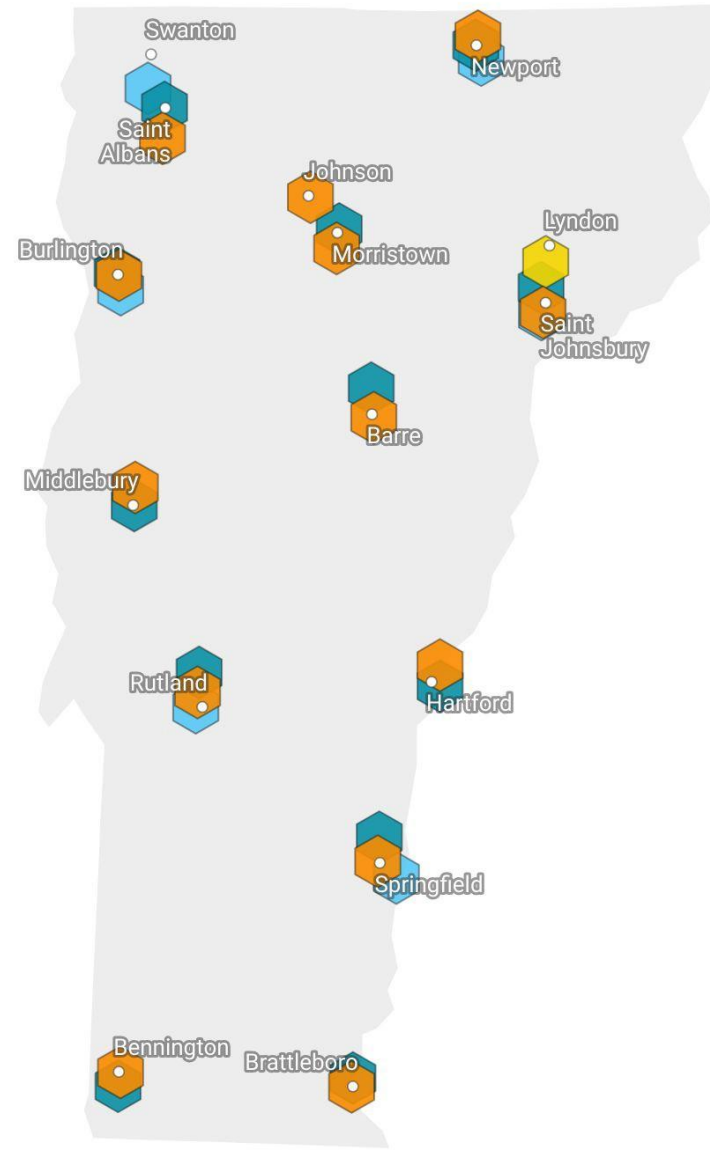 Swanton
Newport
Saint
Albans
Johnson
Lyndon
Burlington
Morristown
Saint
Johnsbury
Barre
Middlebury
Rutland
Hartford
Springfield
Bennington
Brattleboro